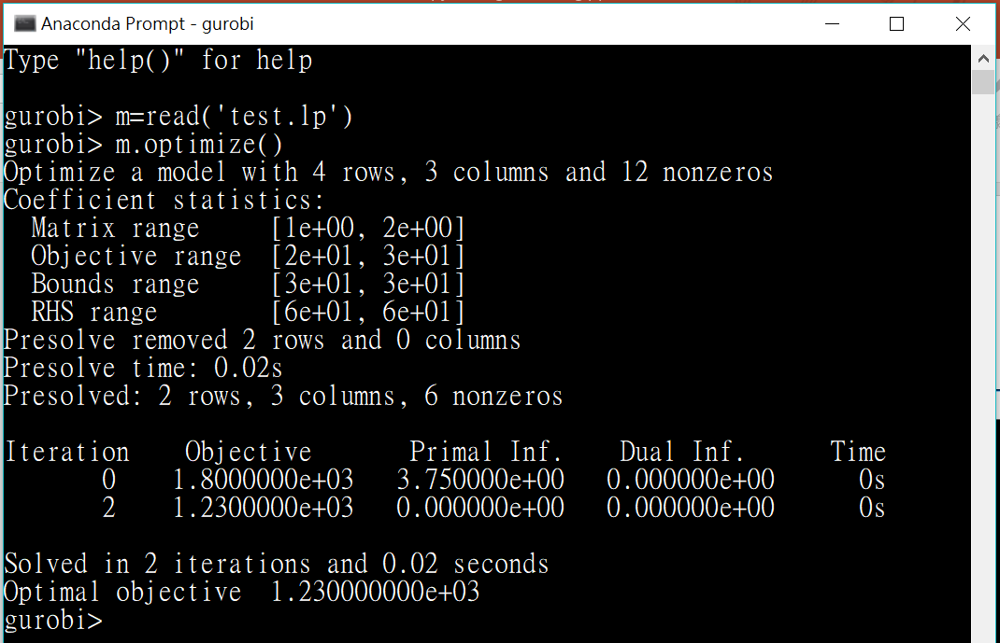 Anaconda Prompt - gurobi
Type "help()" for help
gurobi> m=read('test.lp')
gurobi> m.optimize()
Optimize a model with 4 rows, 3 columns and 12 nonzeros
Coefficient statistics:
  Matrix range     [1e+00, 2e+00]
  Objective range  [2e+01, 3e+01]
  Bounds range     [3e+01, 3e+01]
  RHS range        [6e+01, 6e+01]
Presolve removed 2 rows and 0 columns
Presolve time: 0.02s
Presolved: 2 rows, 3 columns, 6 nonzeros
Iteration    Objective       Primal Inf.    Dual Inf.      Time
       0    1.8000000e+03   3.750000e+00   0.000000e+00      0s
       2    1.2300000e+03   0.000000e+00   0.000000e+00      0s
Solved in 2 iterations and 0.02 seconds
Optimal objective  1.230000000e+03
gurobi>